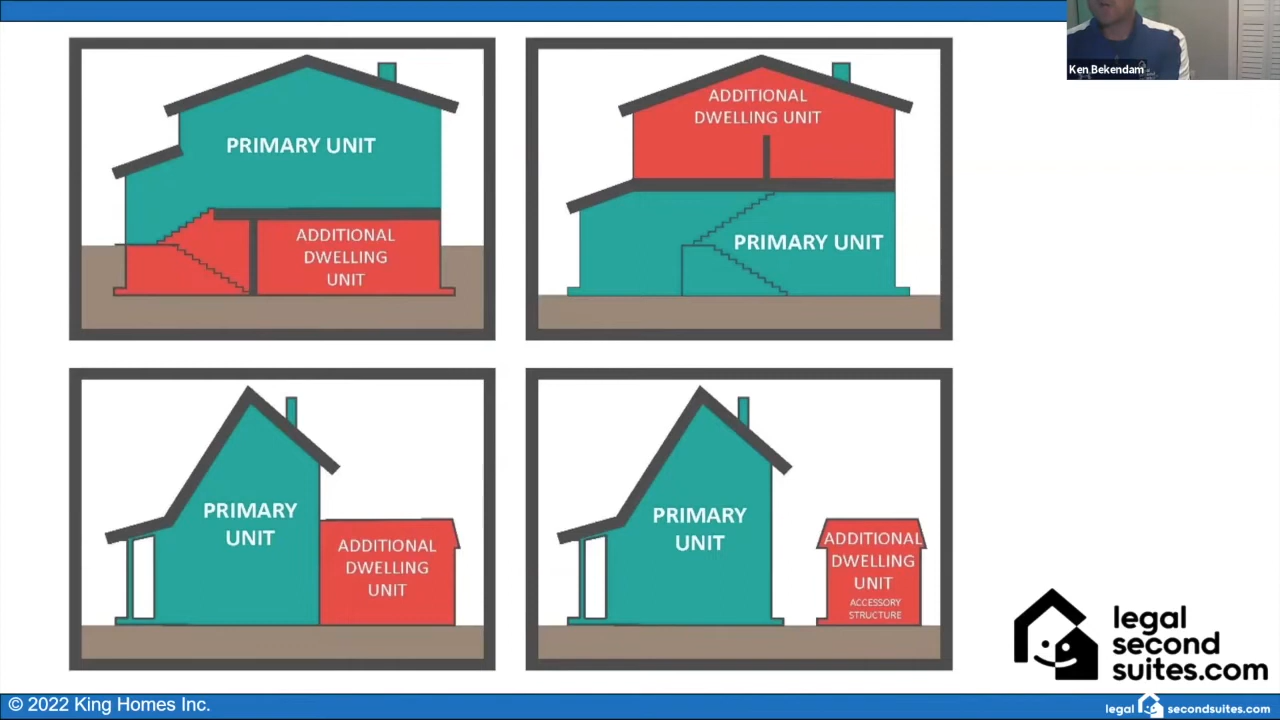 Ken Bekendam
PRIMARY UNIT
ADDITIONAL
DWELLING
UNIT
ADDITIONAL
DWELLING UNIT
PRIMARY UNIT
PRIMARY
UNIT
ADDITIONAL
DWELLING
UNIT
PRIMARY
UNIT
ADDITIONAL
DWELLING
UNIT
ACCESSORY
STRUCTURE
legal
second
suites.com
© 2022 King Homes Inc.
legal secondsuites.com